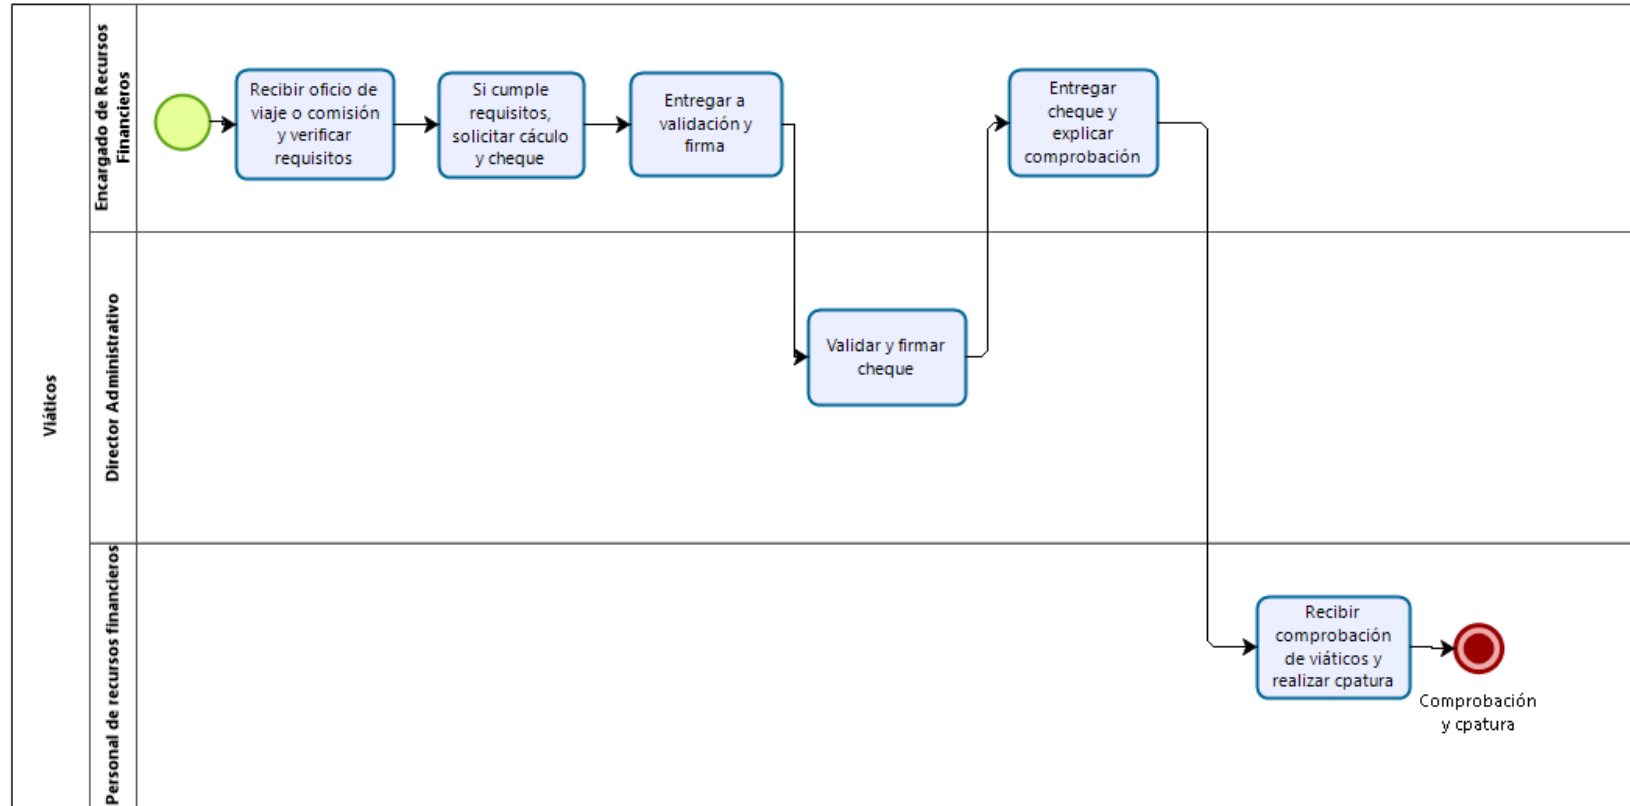 Viáticos
Encargado de Recursos
Financieros
Recibir oficio de
viaje o comisión
y verificar
requisitos
Si cumple
requisitos,
solicitar cáculo
y cheque
Entregar a
validación y
firma
Entregar
cheque y
explicar
comprobación
Director Administrativo
Validar y firmar
cheque
Personal de recursos financieros
Recibir
comprobación
de viáticos y
realizar cpatura
Comprobación
y cpatura